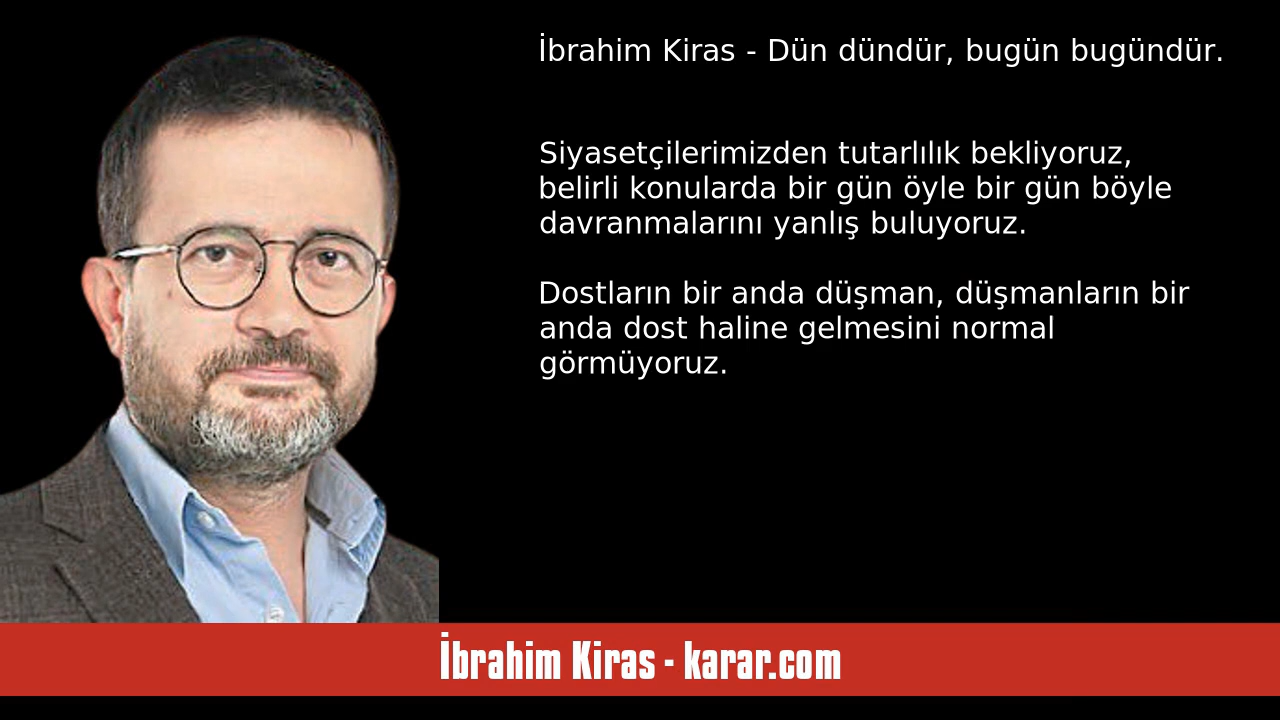 İbrahim Kiras - Dün dündür, bugün bugündür.
Siyasetçilerimizden tutarlılık bekliyoruz,
belirli konularda bir gün öyle bir gün böyle
davranmalarını yanlış buluyoruz.
Dostların bir anda düşman, düşmanların bir
anda dost haline gelmesini normal
görmüyoruz.
İbrahim Kiras - karar.com